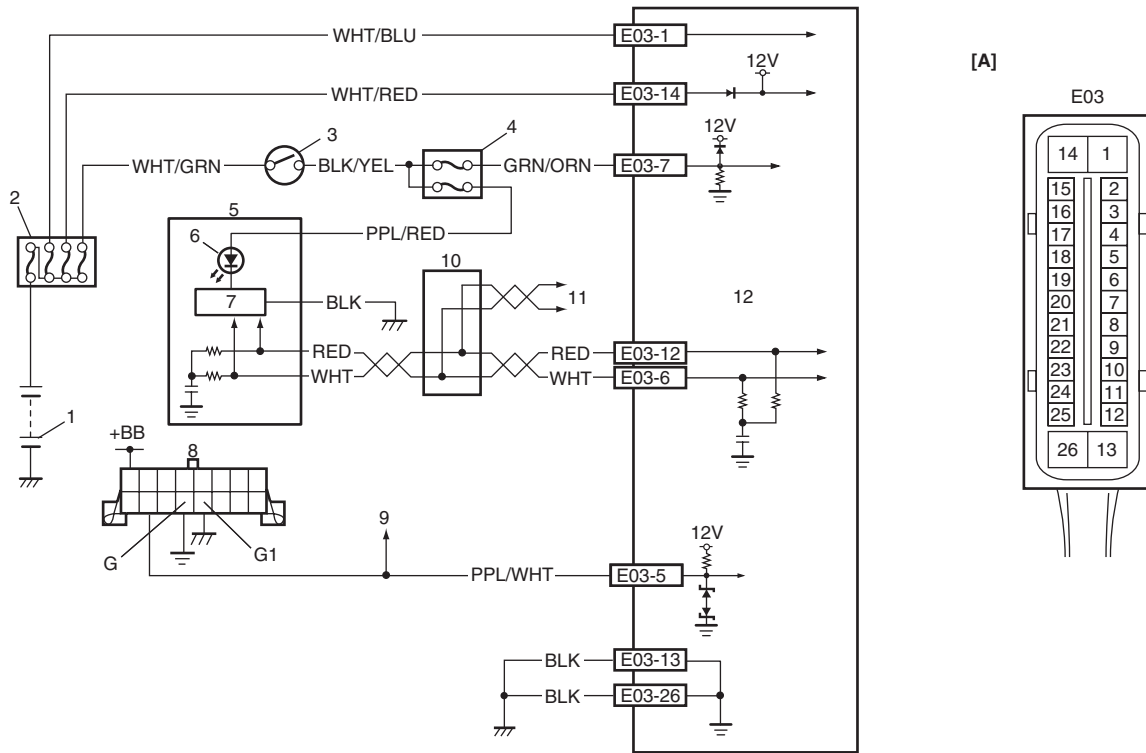 WHT/BLU E03-1
12V
WHT/RED E03-14
3 4 12V
WHT/GRN BLK/YEL GRN/ORN E03-7
2 5
6 PPL/RED
10
7 BLK 11 12
RED RED E03-12
WHT WHT E03-6
1
+BB 8
9 12V
G G1 PPL/WHT E03-5
BLK E03-13
BLK E03-26
[A]
E03
14 1
15 2
16 3
17 4
18 5
19 6
20 7
21 8
22 9
23 10
24 11
25 12
26 13